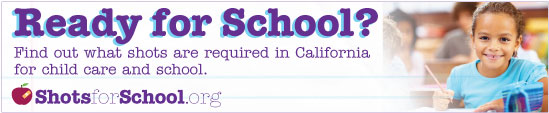 Ready for School?
Find out what shots are required in California
for child care and school.
ShotsforSchool.org